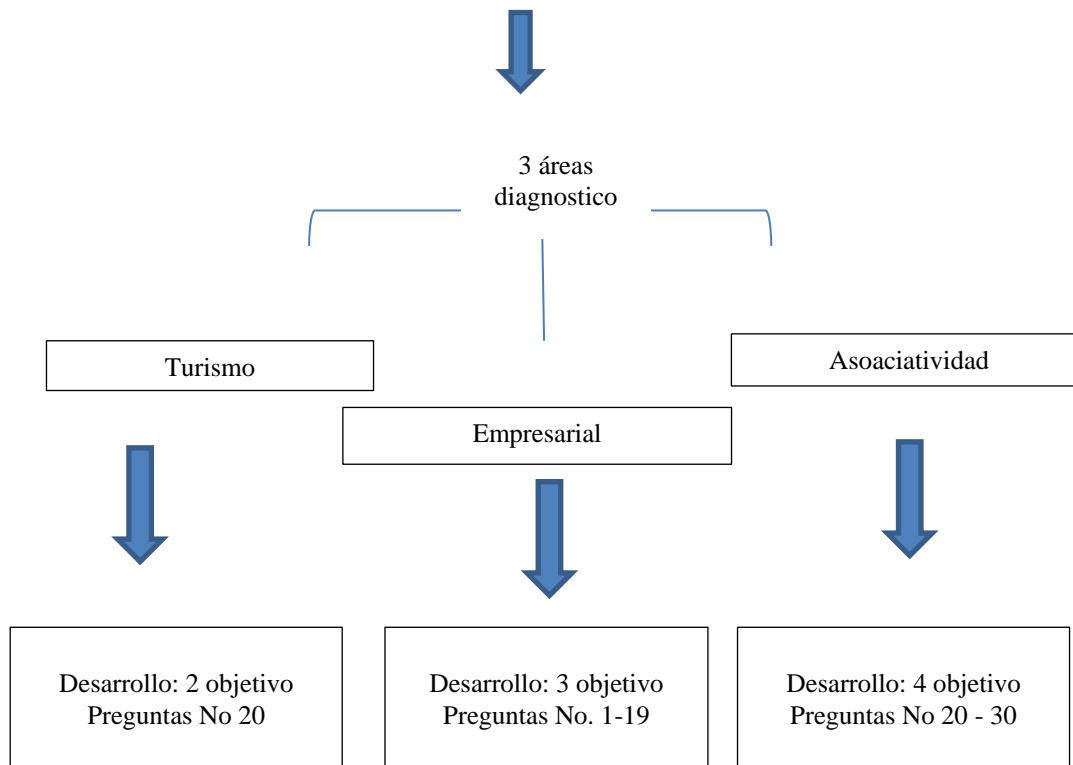 3 áreas
diagnostico
Turismo
Asoaciatividad
Empresarial
Desarrollo: 2 objetivo
Preguntas No 20
Desarrollo: 3 objetivo
Preguntas No. 1-19
Desarrollo: 4 objetivo
Preguntas No 20 - 30